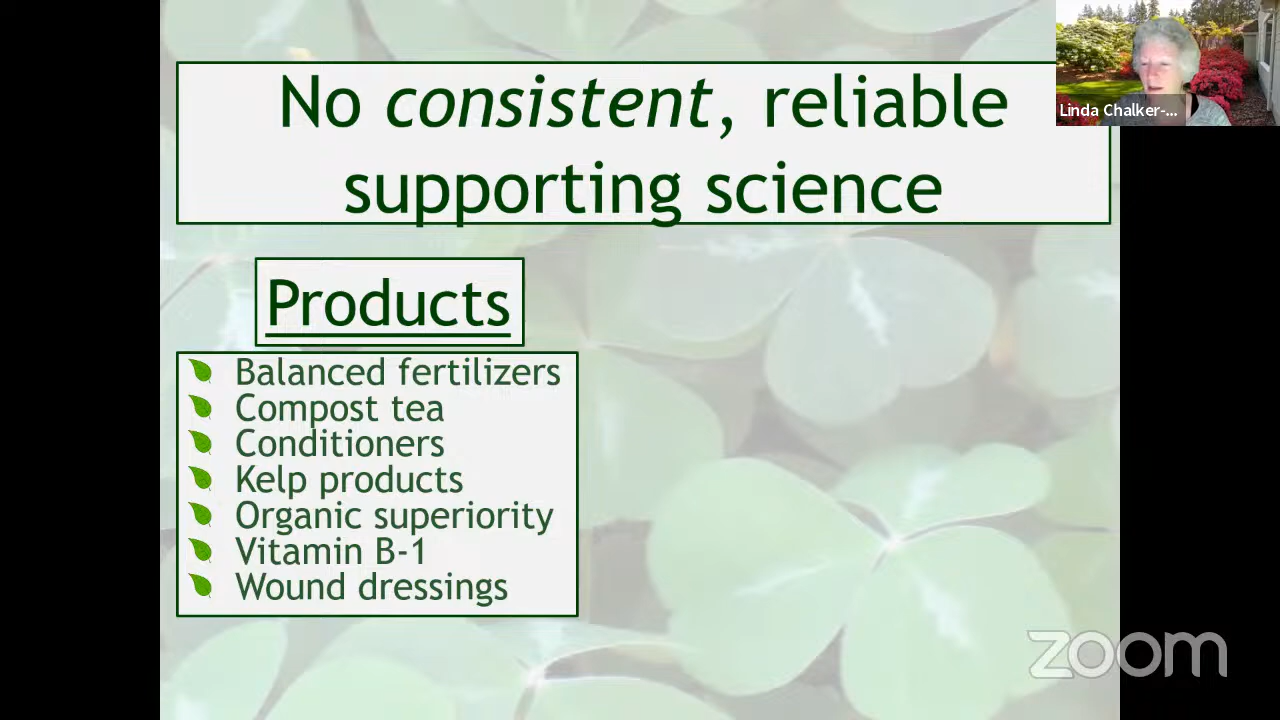 No consistent, reliable
supporting science
Linda Chalker-...
Products
Balanced fertilizers
Compost tea
Conditioners
Kelp products
Organic superiority
Vitamin B-1
Wound dressings
zoom